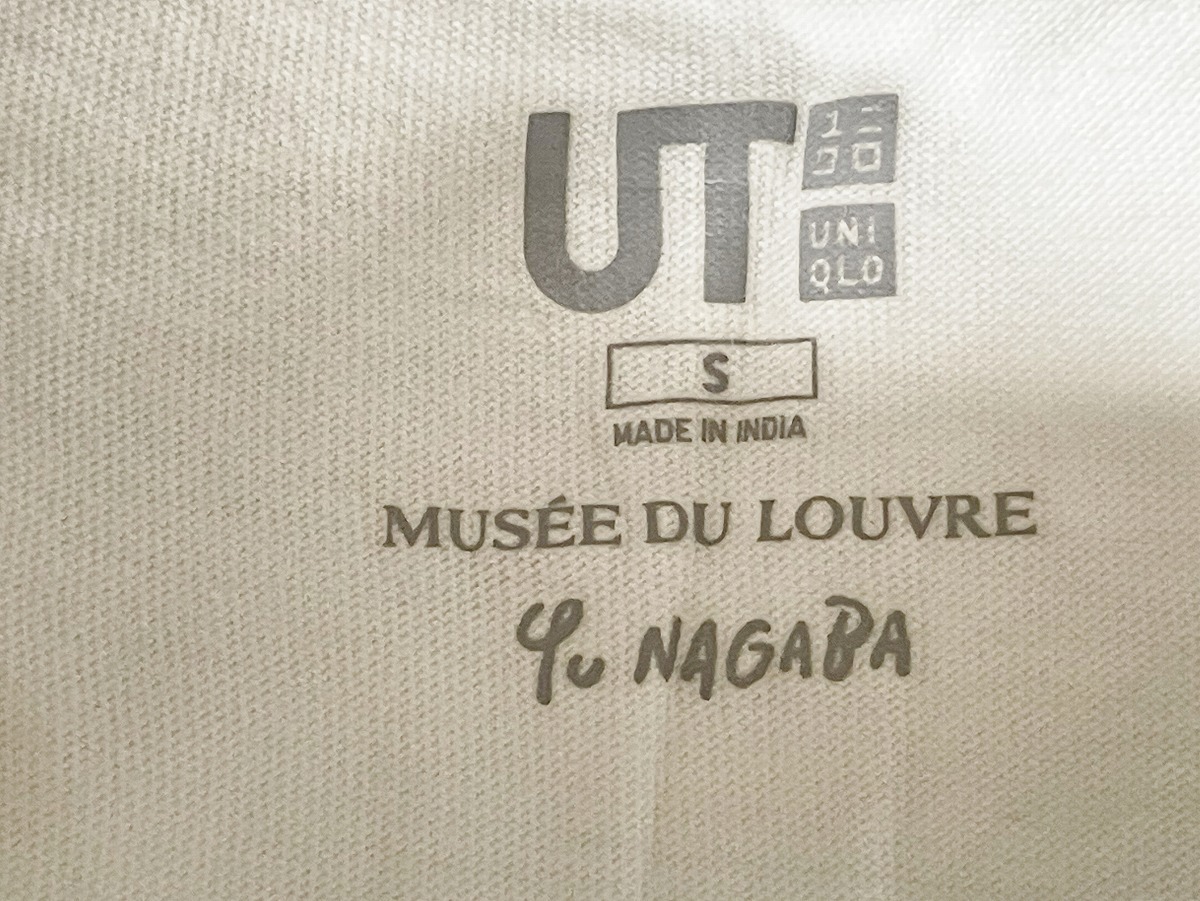 UT
ユニ
クロ
UNI
QLO
S
MADE IN INDIA
MUSÉE DU LOUVRE
Yu NAGABA